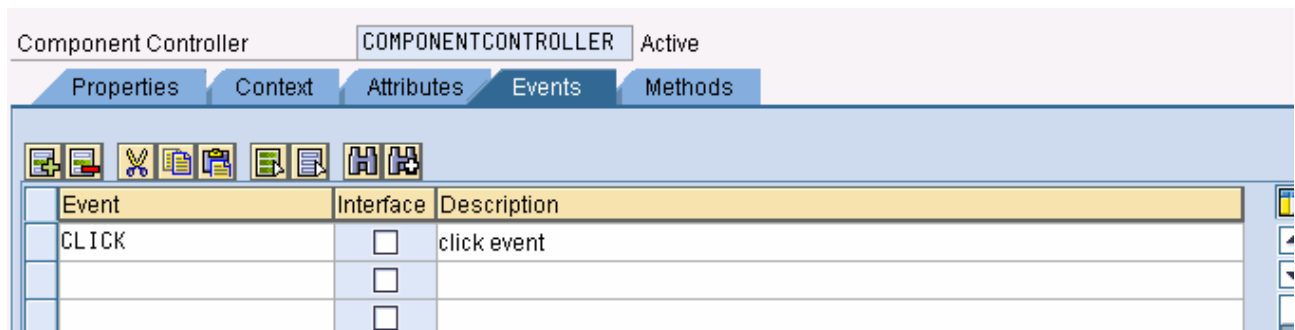 Component Controller COMPONENTCONTROLLER Active
Properties Context Attributes Events Methods
Event Interface Description
CLICK click event